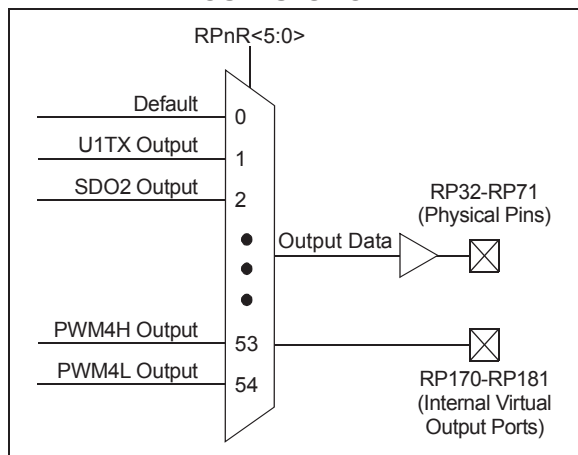 RPnR<5:0>
Default
0
U1TX Output
1
SDO2 Output
2
RP32-RP71
(Physical Pins)
Output Data
PWM4H Output
53
PWM4L Output
54
RP170-RP181
(Internal Virtual
Output Ports)